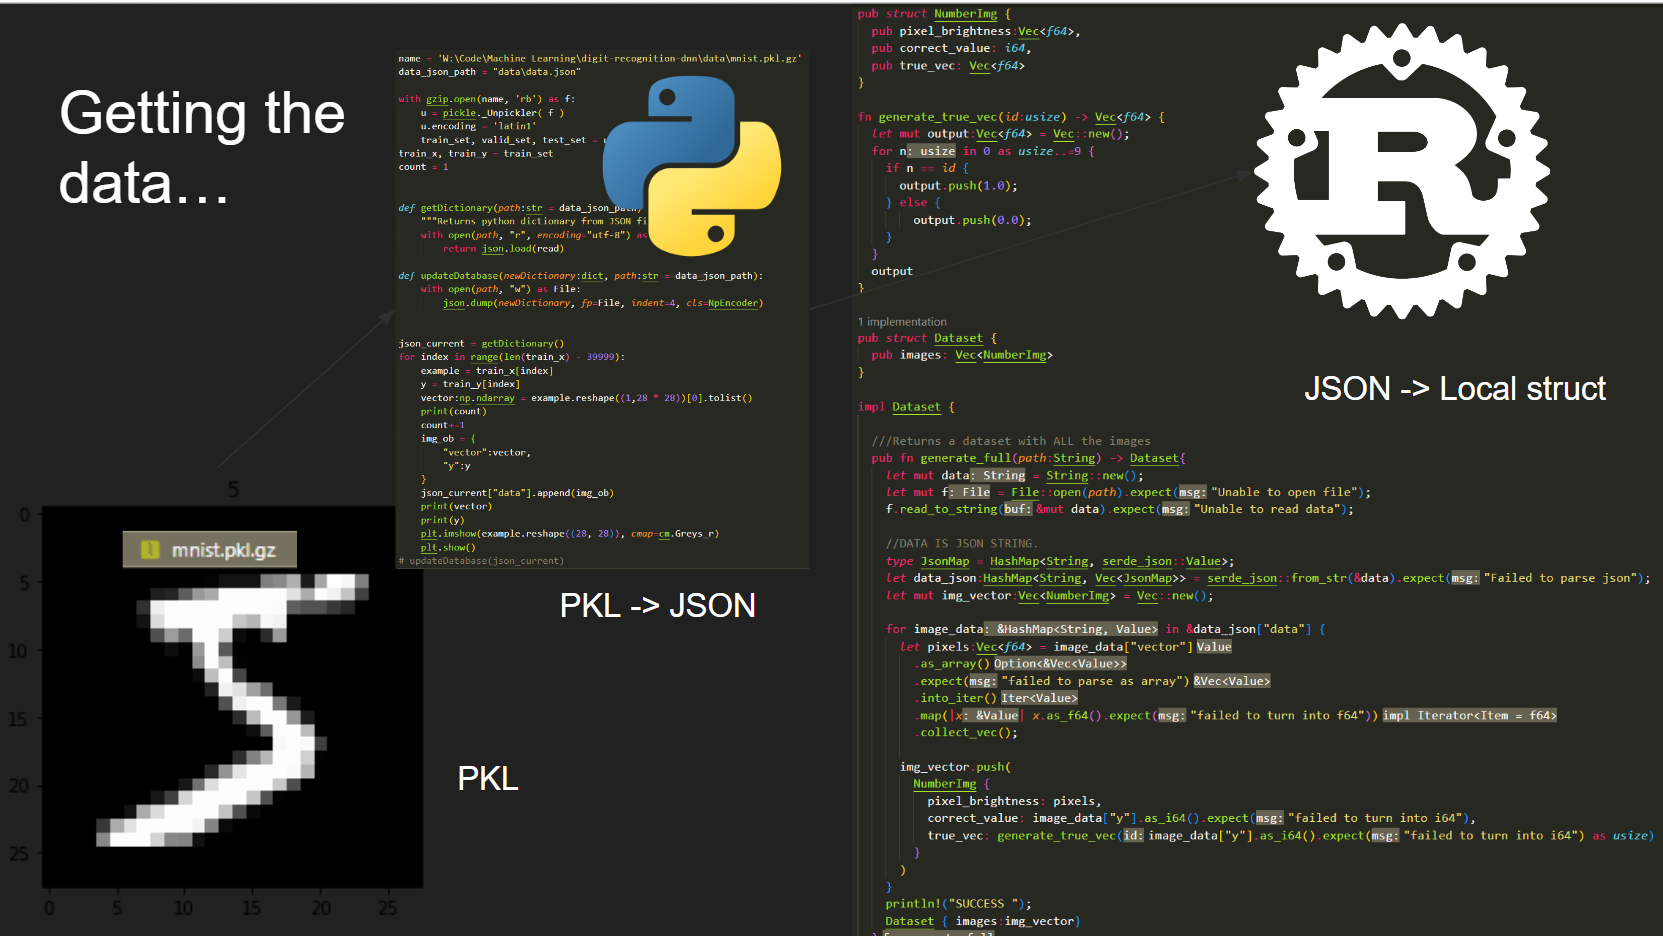 Getting the
data...
name = 'W:\Code\Machine Learning\digit-recognition-dnn\data\mnist.pkl.gz'
data_json_path = "data\data.json"
with gzip.open(name, 'rb') as f:
u = pickle._Unpickler( f )
u.encoding = 'latin1'
train_set, valid_set, test_set =
train_x, train_y = train_set
count = 1
def getDictionary(path:str = data_json_path)
"""Returns python dictionary from JSON
with open(path, "r", encoding="utf-8") as
return json.load(read)
def updateDatabase(newDictionary:dict, path:str = data_json_path):
with open(path, "w") as File:
json.dump(newDictionary, fp=File, indent=4, cls=NpEncoder)
json_current = getDictionary()
for index in range(len(train_x) - 39999):
example = train_x[index]
y = train_y[index]
vector:np.ndarray = example.reshape((1,28 * 28))[0].tolist()
print(count)
count+=1
img_ob = {
"vector":vector,
"y":y
}
json_current["data"].append(img_ob)
print(vector)
print(y)
plt.imshow(example.reshape((28, 28)), cmap=cm.Greys_r)
plt.show()
# updateDatabase(json_current)
PKL -> JSON
5
mnist.pkl.gz
0
5
10
15
20
25
0 5 10 15 20 25
PKL
pub struct NumberImg {
pub pixel_brightness:Vec<f64>,
pub correct_value: i64,
pub true_vec: Vec<f64>
}
fn generate_true_vec(id:usize) -> Vec<f64> {
let mut output:Vec<f64> = Vec::new();
for n: usize in 0 as usize..=9 {
if n == id {
output.push(1.0);
} else {
output.push(0.0);
}
}
output
}
1 implementation
pub struct Dataset {
pub images: Vec<NumberImg>
}
impl Dataset {
///Returns a dataset with ALL the images
pub fn generate_full(path:String) -> Dataset{
let mut data: String = String::new();
let mut f: File = File::open(path).expect(msg: "Unable to open file");
f.read_to_string(buf: &mut data).expect(msg: "Unable to read data");
//DATA IS JSON STRING.
type JsonMap = HashMap<String, serde_json::Value>;
let data_json:HashMap<String, Vec<JsonMap>> = serde_json::from_str(&data).expect(msg: "Failed to parse json");
let mut img_vector:Vec<NumberImg> = Vec::new();
for image_data: &HashMap<String, Value> in &data_json["data"] {
let pixels:Vec<f64> = image_data["vector"] Value
.as_array() Option<&Vec<Value>>
.expect(msg: "failed to parse as array") &Vec<Value>
.into_iter() Iter<Value>
.map(|x: &Value| x.as_f64().expect(msg: "failed to turn into f64")) impl Iterator<Item = f64>
.collect_vec();
img_vector.push(
NumberImg {
pixel_brightness: pixels,
correct_value: image_data["y"].as_i64().expect(msg: "failed to turn into i64"),
true_vec: generate_true_vec(id: image_data["y"].as_i64().expect(msg: "failed to turn into i64") as usize)
}
)
}
println!("SUCCESS ");
Dataset { images:img_vector}
R
JSON -> Local struct